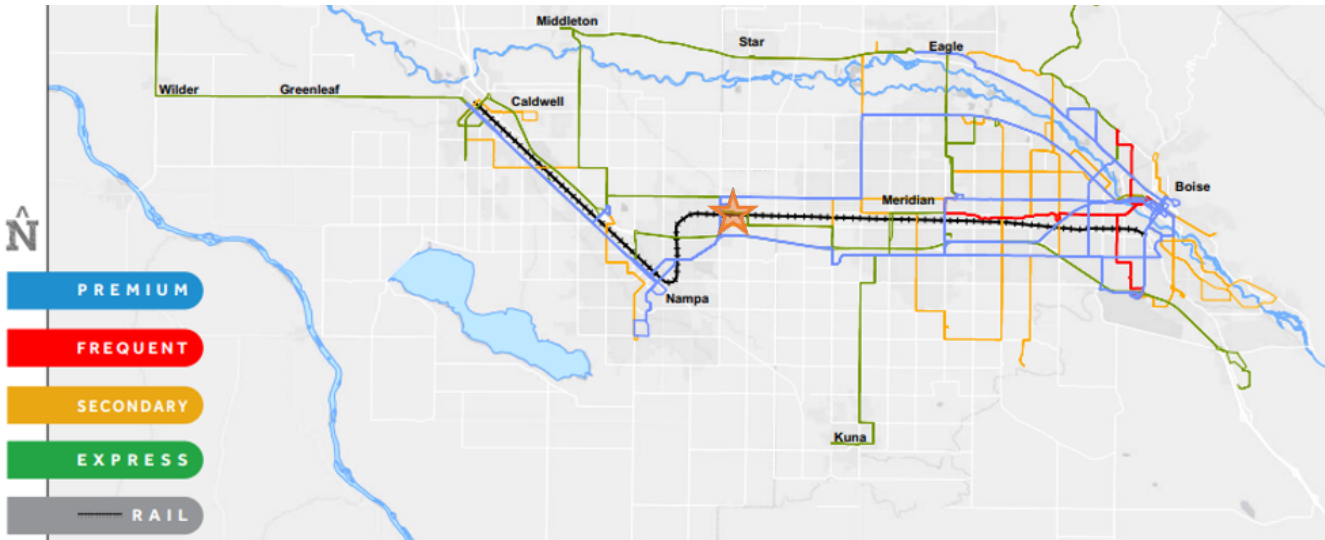 Middleton
Star
Eagle
Wilder
Greenleaf
Caldwell
Boise
Meridian
N
Nampa
Kuna
PREMIUM
FREQUENT
SECONDARY
EXPRESS
RAIL